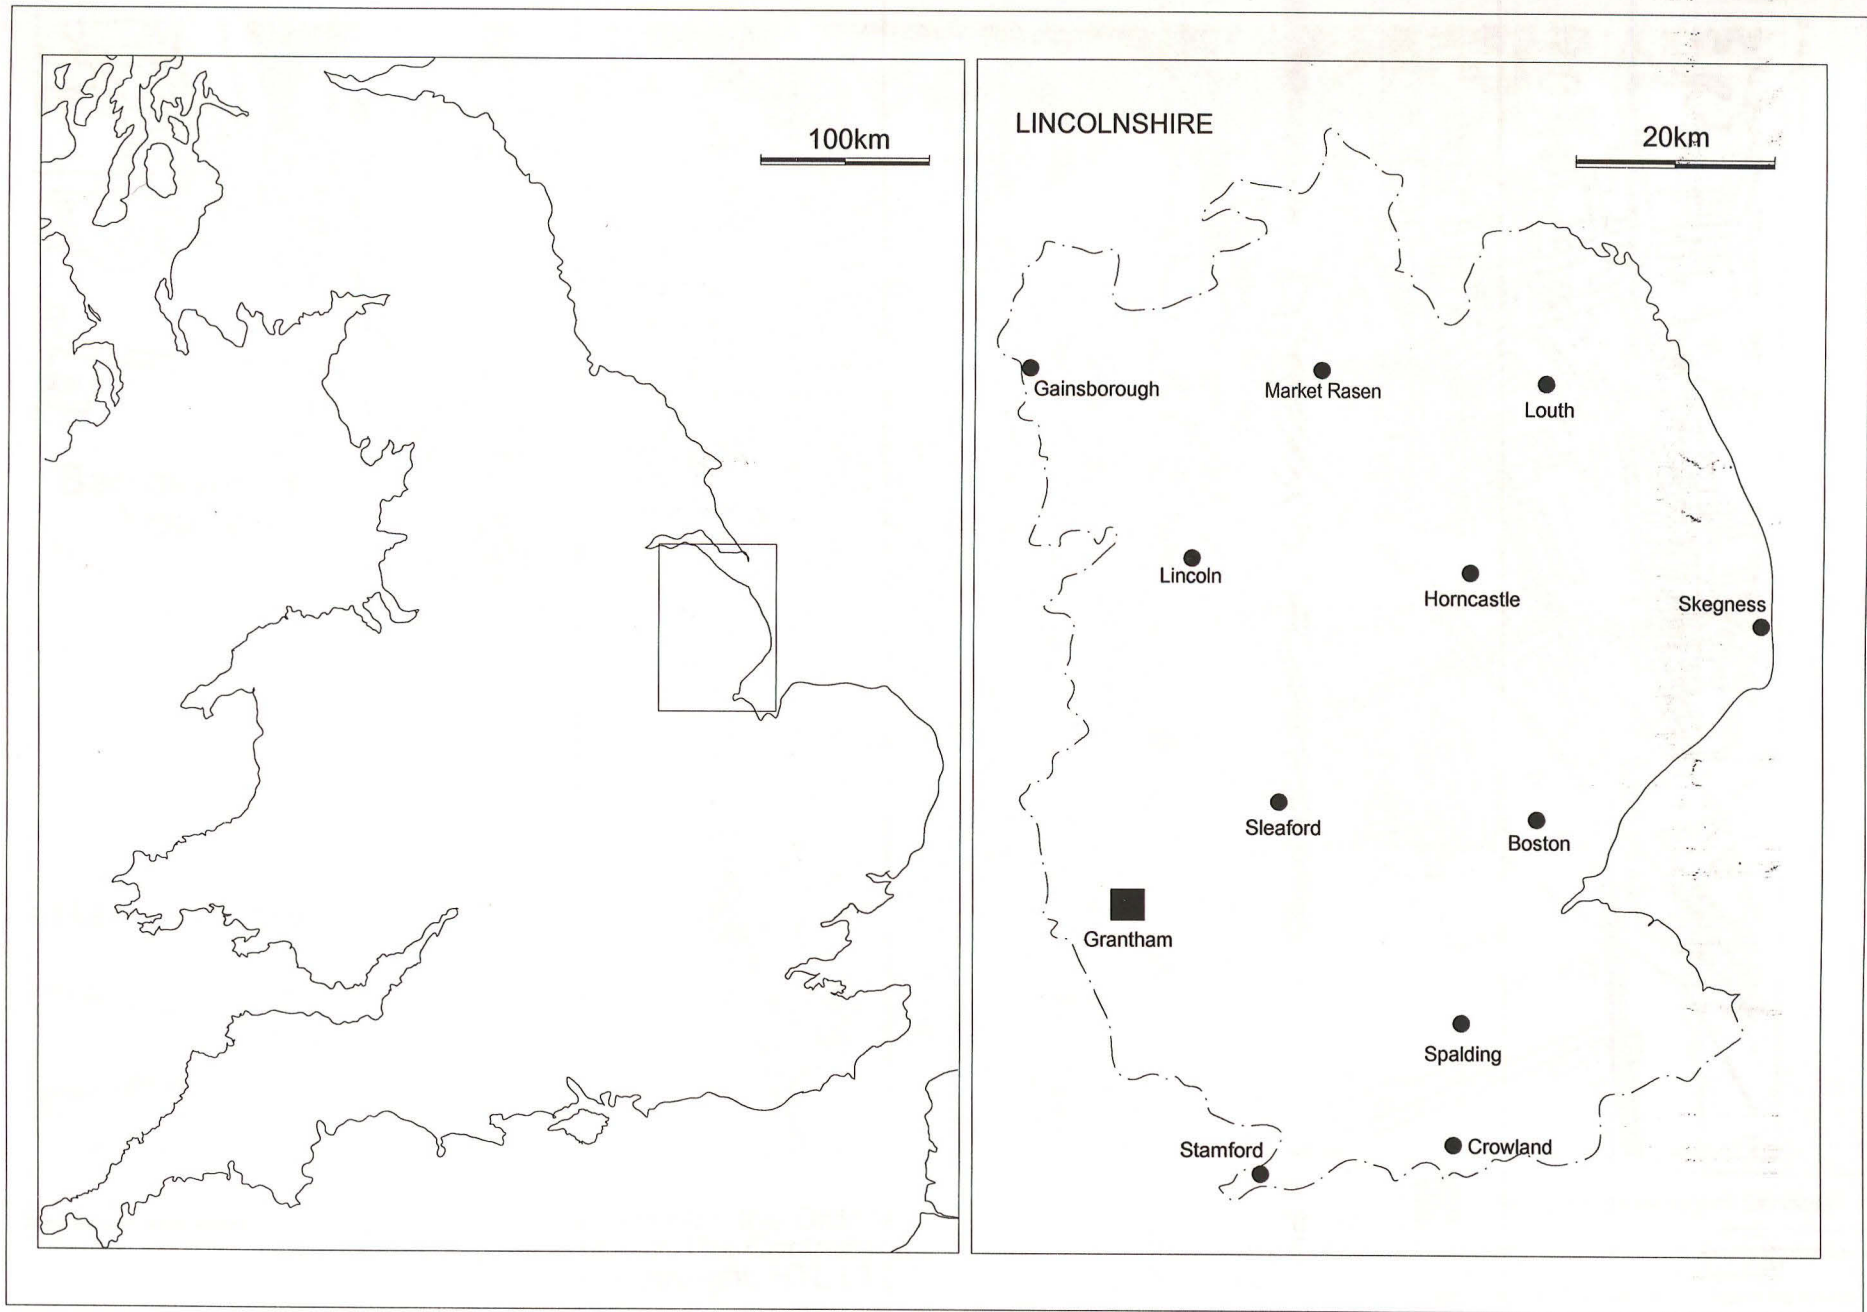 100km
LINCOLNSHIRE
20km
Gainsborough
Market Rasen
Louth
Lincoln
Horncastle
Skegness
Sleaford
Boston
Grantham
Spalding
Stamford
Crowland